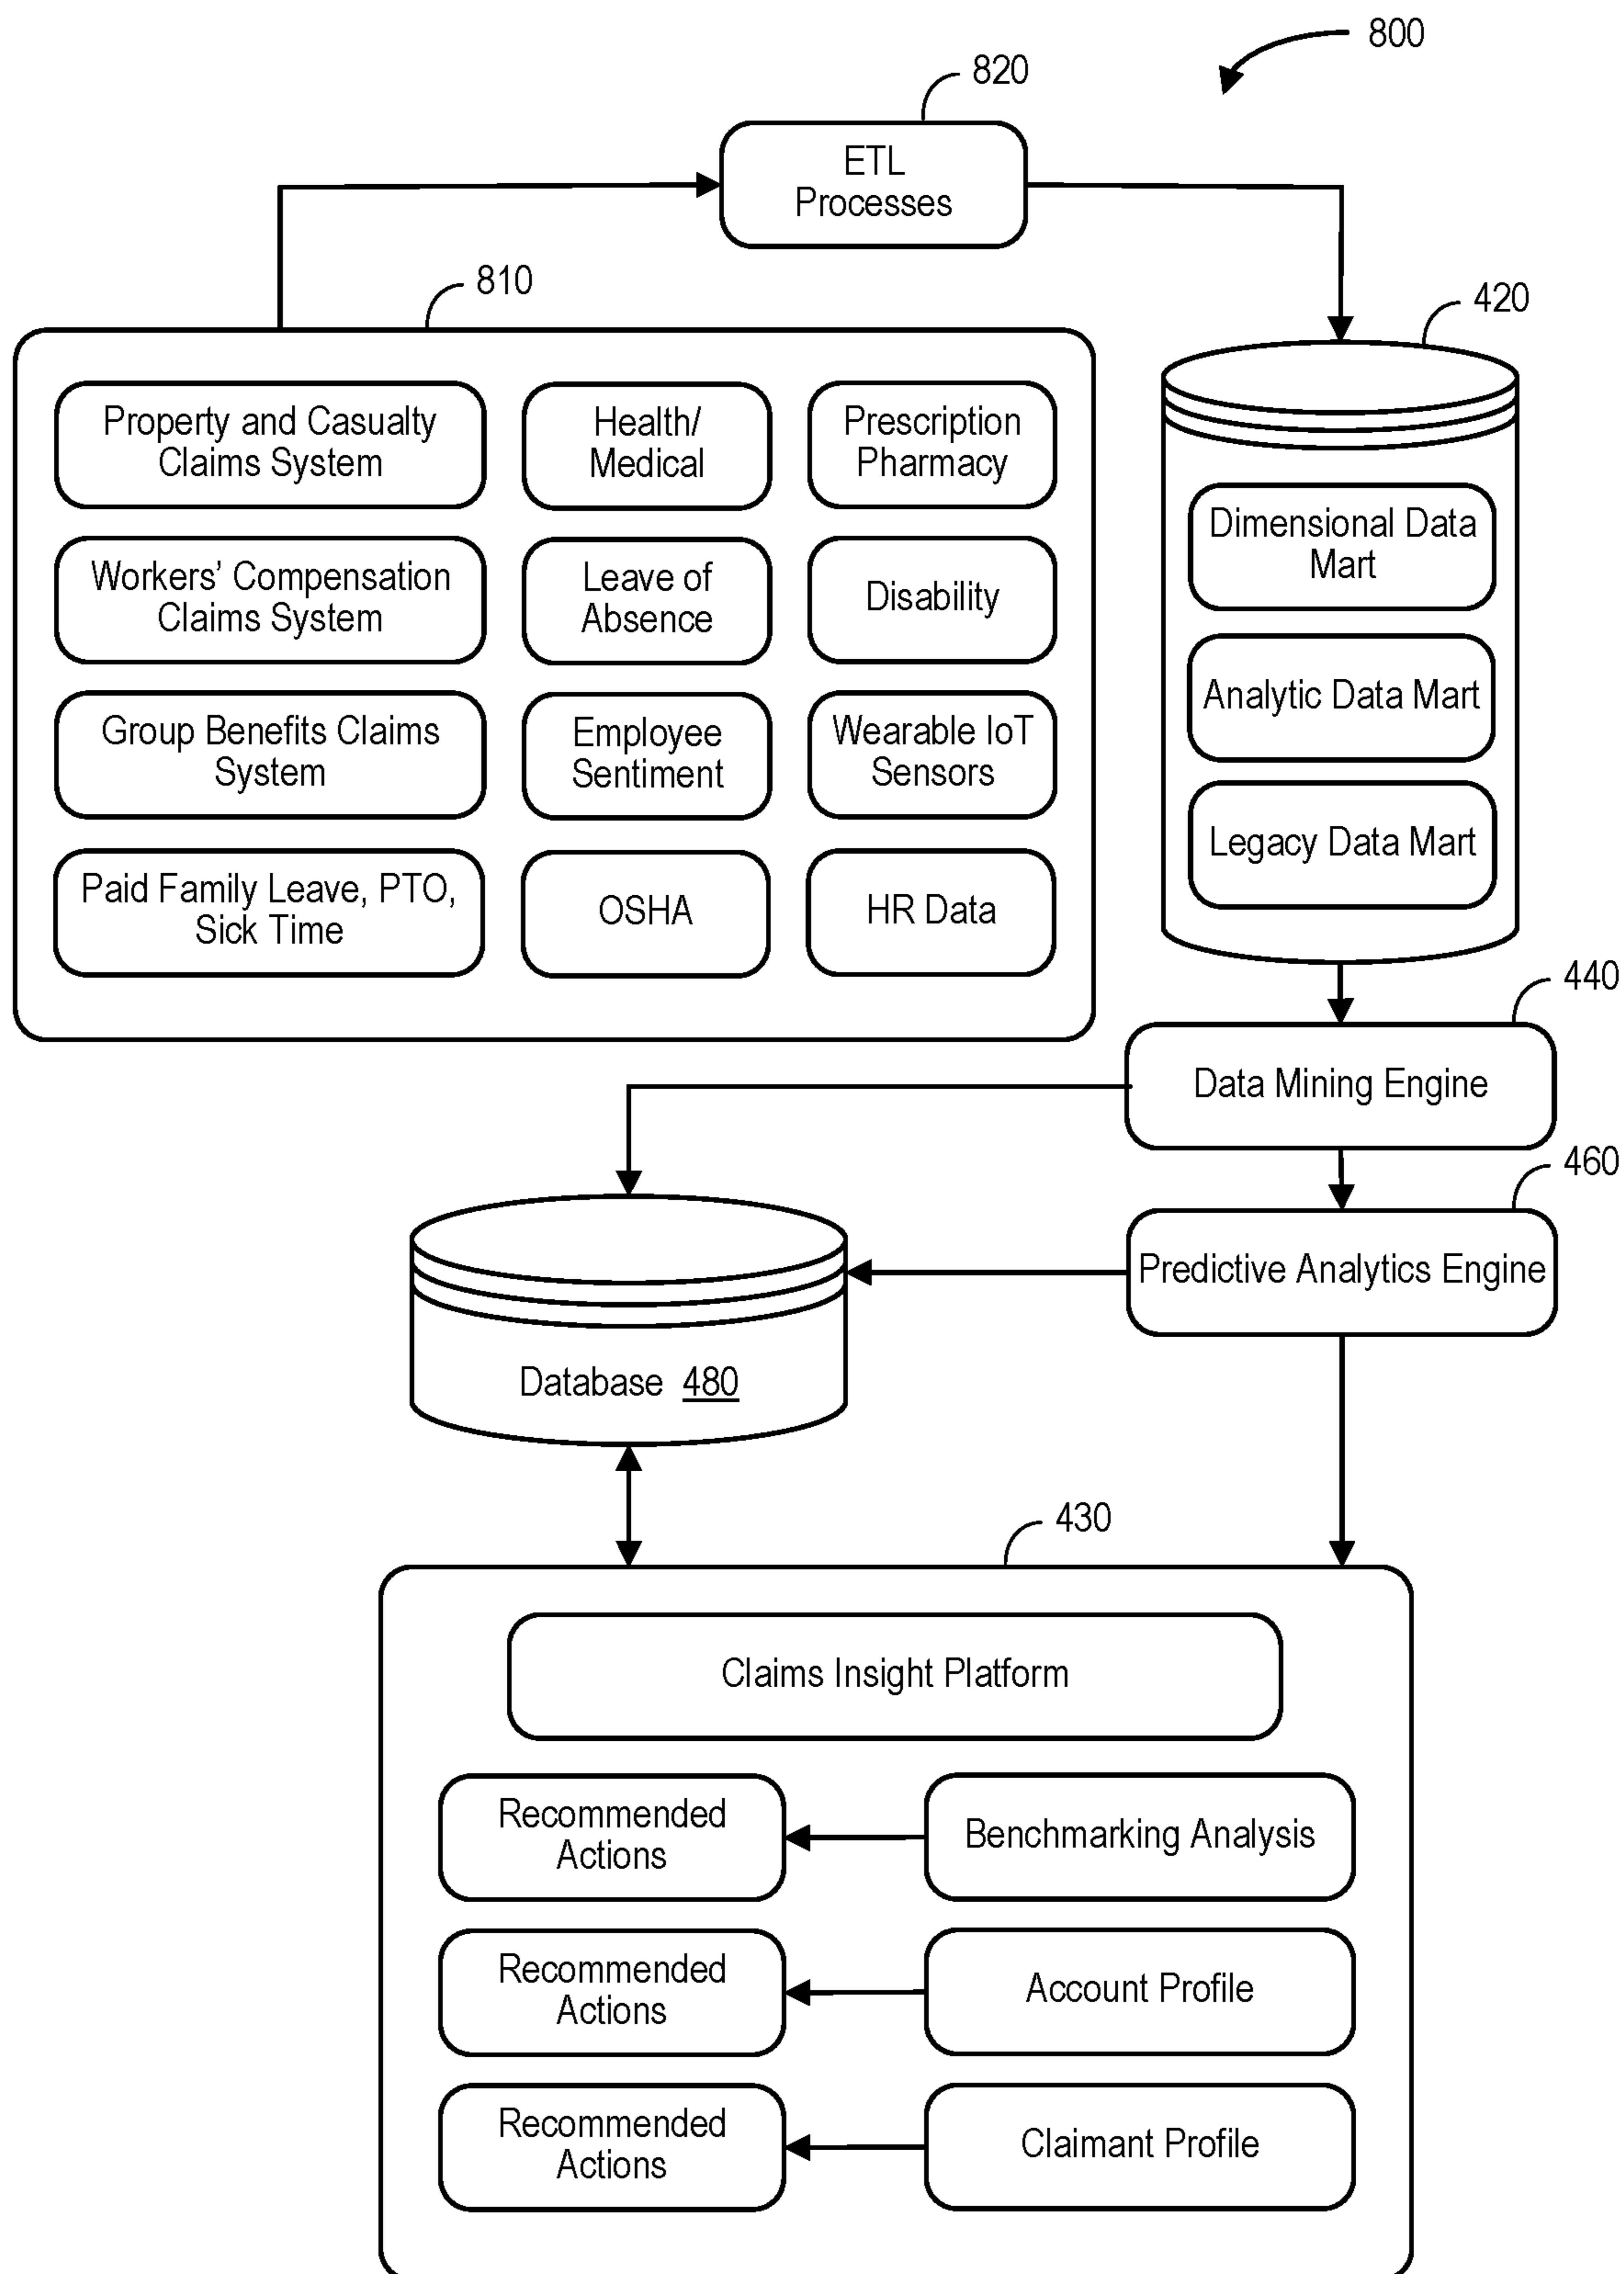 800
820
ETL
Processes
810
420
Property and Casualty
Claims System
Health/
Medical
Prescription
Pharmacy
Workers' Compensation
Claims System
Leave of
Absence
Disability
Group Benefits Claims
System
Employee
Sentiment
Wearable IoT
Sensors
Paid Family Leave, PTO,
Sick Time
OSHA
HR Data
Dimensional Data
Mart
Analytic Data Mart
Legacy Data Mart
440
Data Mining Engine
460
Predictive Analytics Engine
Database 480
430
Claims Insight Platform
Recommended
Actions
Benchmarking Analysis
Recommended
Actions
Account Profile
Recommended
Actions
Claimant Profile